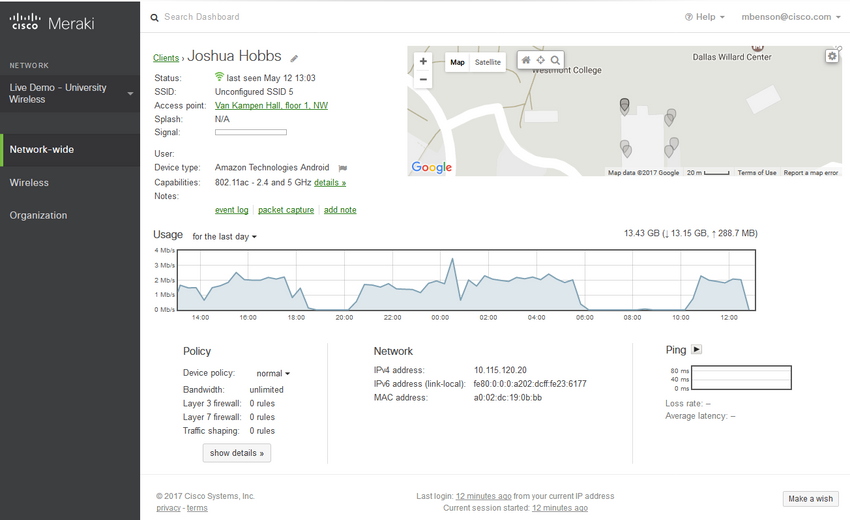 CISCO Meraki
Search Dashboard
Help
mbenson@cisco.com
NETWORK
Live Demo - University
Wireless
Network-wide
Wireless
Organization
Clients › Joshua Hobbs
Status: last seen May 12 13:03
SSID: Unconfigured SSID 5
Access point: Van Kampen Hall, floor 1, NW
Splash: N/A
Signal:
User:
Device type: Amazon Technologies Android
Capabilities: 802.11ac - 2.4 and 5 GHz details »
Notes:
event log | packet capture | add note
+
−
Map Satellite
Westmont College
Dallas Willard Center
Google
Map data ©2017 Google 20 m Terms of Use Report a map error
Usage for the last day
13.43 GB (↓ 13.15 GB, ↑ 288.7 MB)
4 Mb/s
3 Mb/s
2 Mb/s
1 Mb/s
0 Mb/s
14:00 16:00 18:00 20:00 22:00 00:00 02:00 04:00 06:00 08:00 10:00 12:00
Policy
Device policy: normal
Bandwidth: unlimited
Layer 3 firewall: 0 rules
Layer 7 firewall: 0 rules
Traffic shaping: 0 rules
show details »
Network
IPv4 address: 10.115.120.20
IPv6 address (link-local): fe80:0:0:0:a202:dcff:fe23:6177
MAC address: a0:02:dc:19:0b:bb
Ping
80 ms
40 ms
0 ms
Loss rate: –
Average latency: –
© 2017 Cisco Systems, Inc.
privacy - terms
Last login: 12 minutes ago from your current IP address
Current session started: 12 minutes ago
Make a wish